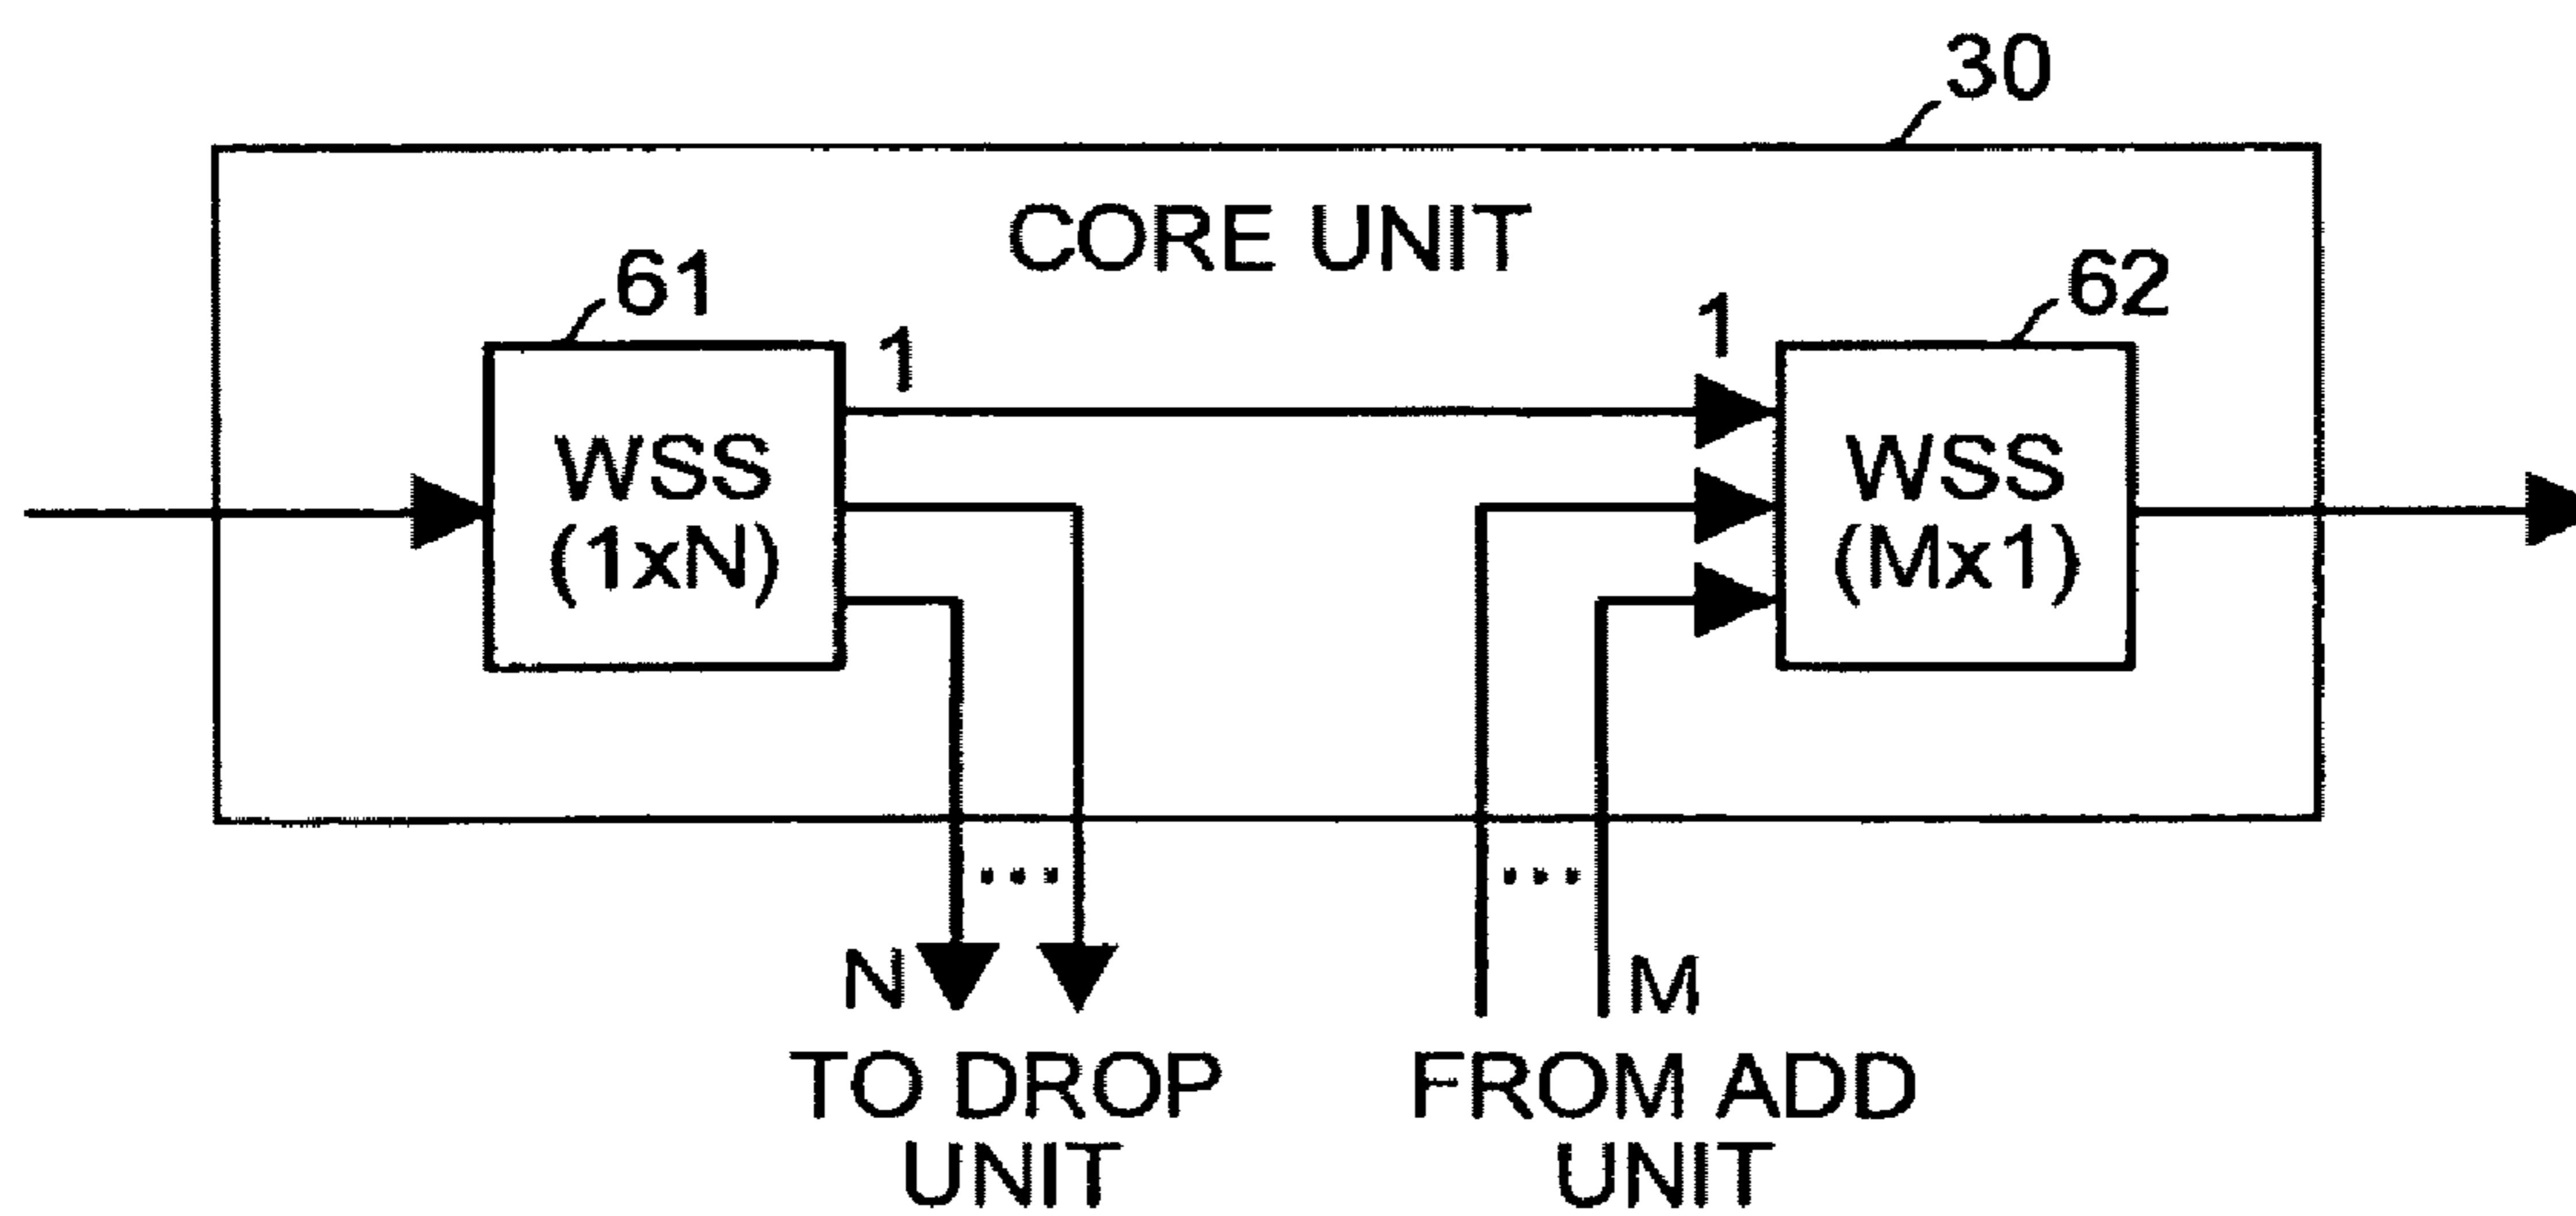 30
CORE UNIT
61
62
1
1
WSS
(1xN)
WSS
(Mx1)
...
...
N
M
TO DROP
UNIT
FROM ADD
UNIT